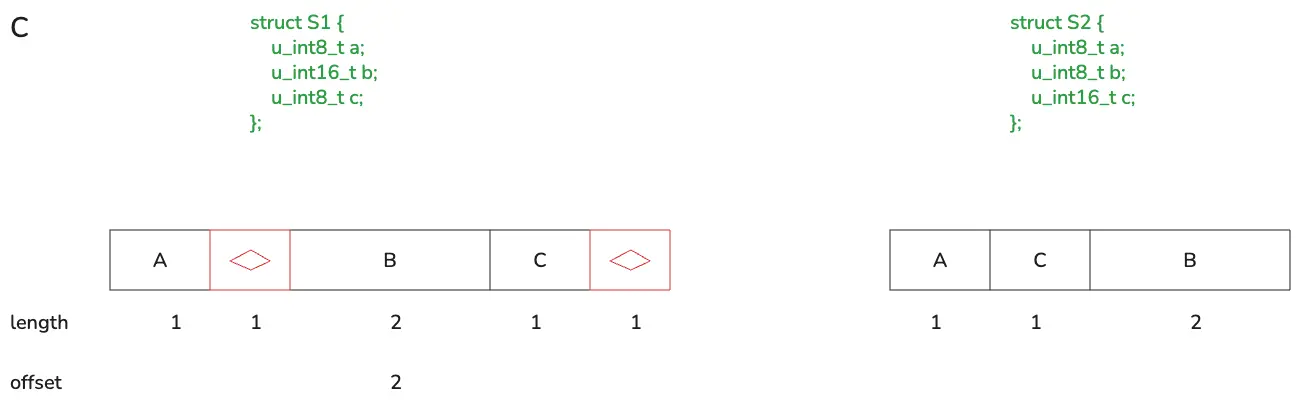 C
struct S1 {
u_int8_t a;
u_int16_t b;
u_int8_t c;
};
struct S2 {
u_int8_t a;
u_int8_t b;
u_int16_t c;
};
A B C
A C B
length 1 1 2 1 1 1 1 2
offset 2